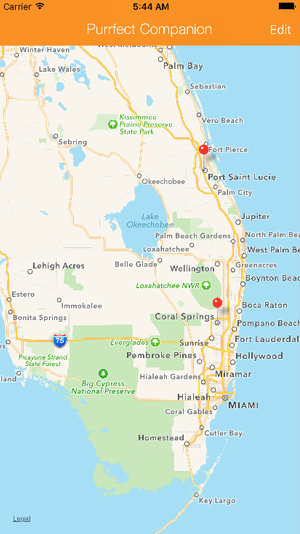 Carrier 5:44 AM
Purrfect Companion Edit
Winter Haven
Palm Bay
Lake Wales
Sebastian
Kissimmee
Prairie Preserve
State Park
Vero Beach
Sebring
Fort Pierce
Okeechobee
Port Saint Lucie
Palm City
Lake
Okeechobee
Jupiter
Palm Beach Gardens
North Palm Bea
Loxahatchee
West Palm Be
Lehigh Acres
Belle Glade
Wellington
Greenacres
Boynton Beach
Loxahatchee NWR
Estero
Immokalee
Boca Raton
Bonita Springs
Coral Springs
Pompano Beach
75
Everglades
Sunrise
Fort Lauderdal
Picayune Strand
State Forest
Pembroke Pines
Hollywood
Miramar
land
Big Cypress
National Preserve
Hialeah Gardens
Hialeah
MIAMI
Coral Gables
Cutler Bay
Homestead
Key Largo
Legal